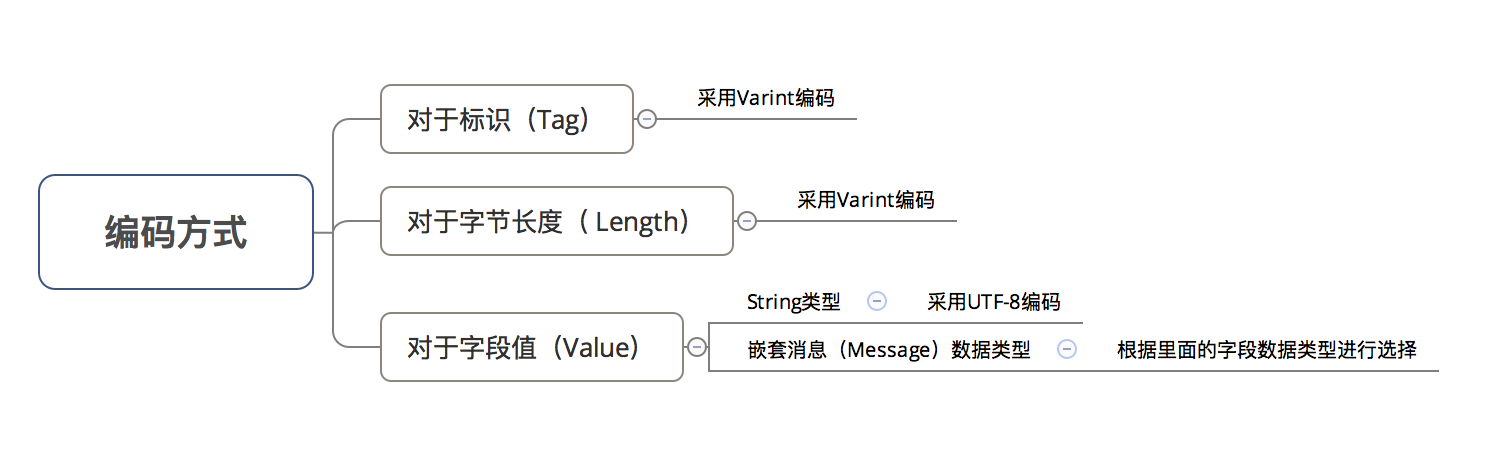 编码方式
对于标识（Tag）
采用Varint编码
对于字节长度（ Length）
采用Varint编码
对于字段值（Value）
String类型
采用UTF-8编码
嵌套消息（Message）数据类型
根据里面的字段数据类型进行选择